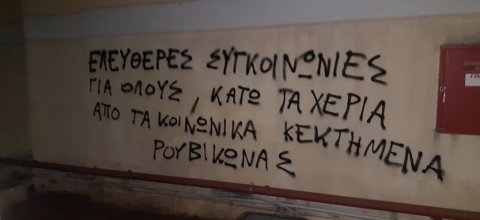 ΕΛΕΥΘΕΡΕΣ ΣΥΓΚΟΙΝΩΝΙΕΣ
ΓΙΑ ΟΛΟΥΣ, ΚΑΤΩ ΤΑ ΧΕΡΙΑ
ΑΠΟ ΤΑ ΚΟΙΝΩΝΙΚΑ ΚΕΚΤΗΜΕΝΑ
ΡΟΥΒΙΚΩΝΑΣ